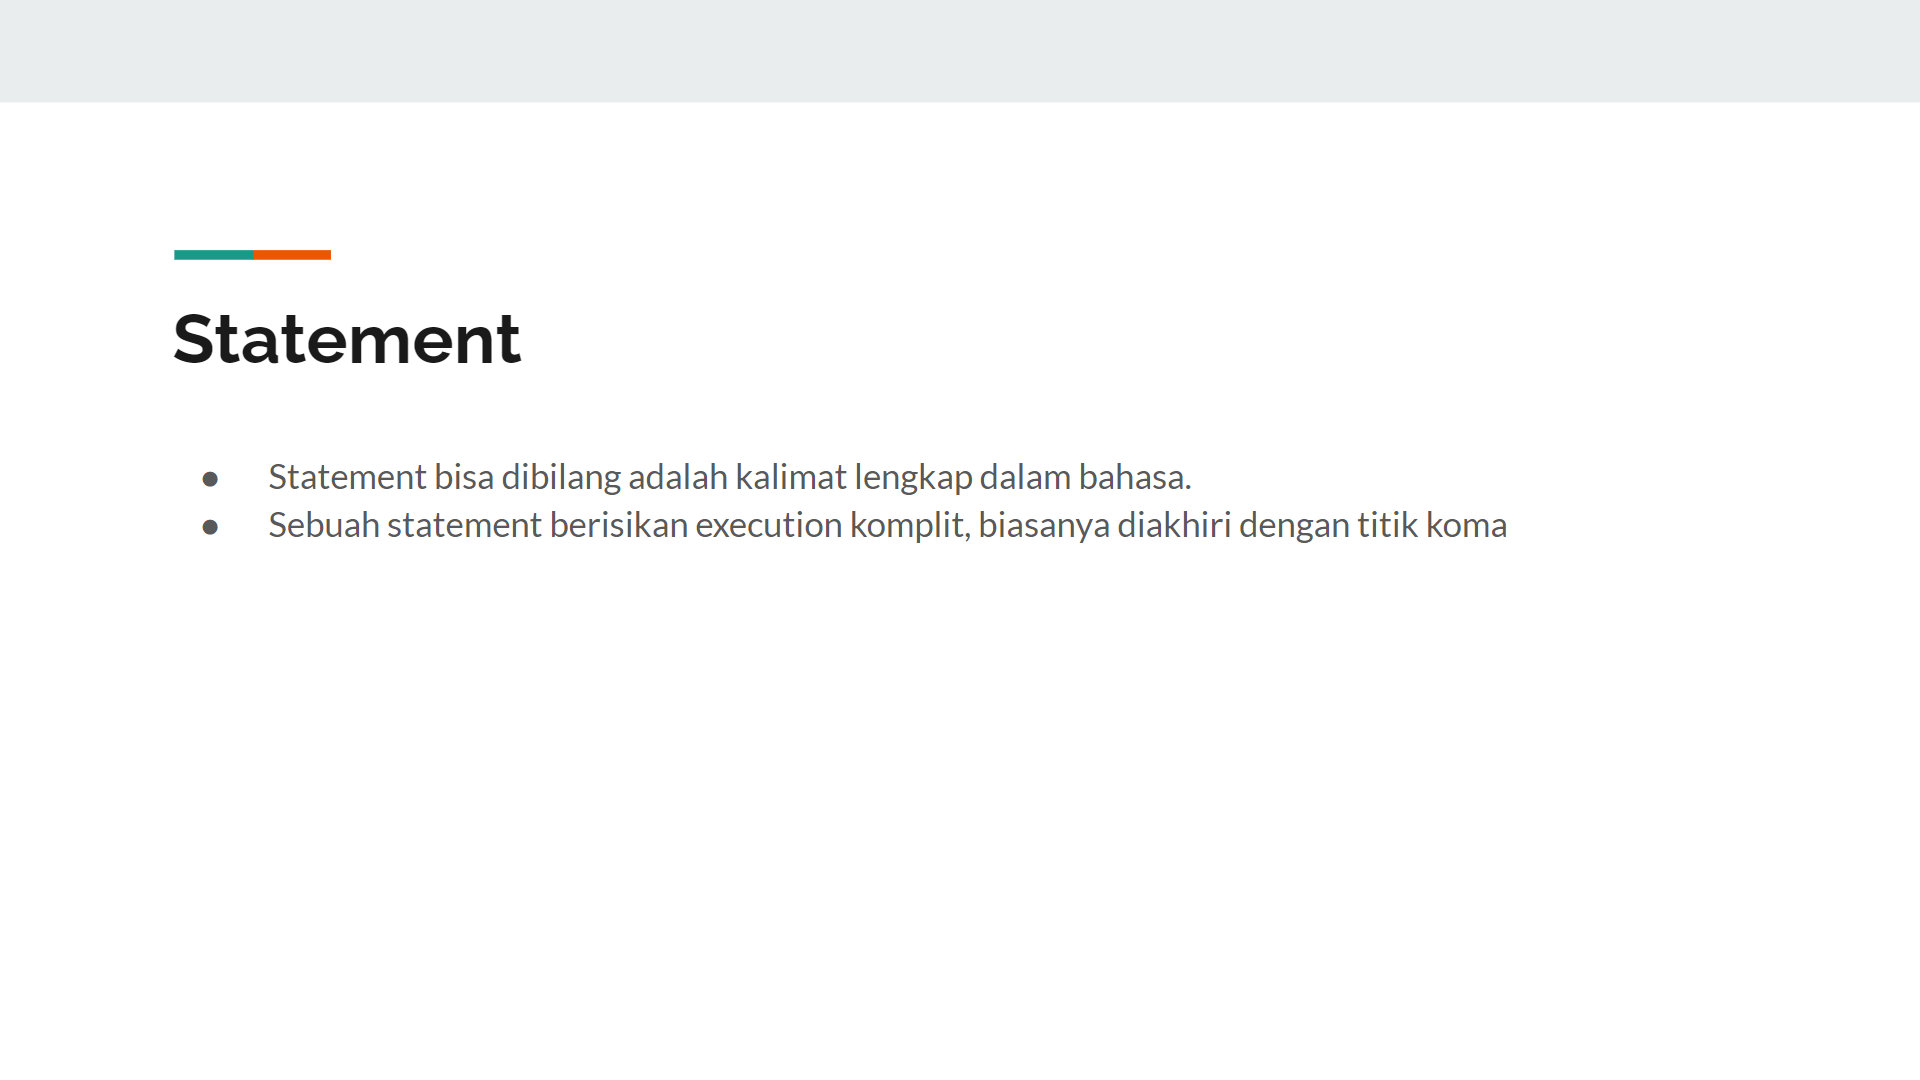 Statement
● Statement bisa dibilang adalah kalimat lengkap dalam bahasa.
● Sebuah statement berisikan execution komplit, biasanya diakhiri dengan titik koma